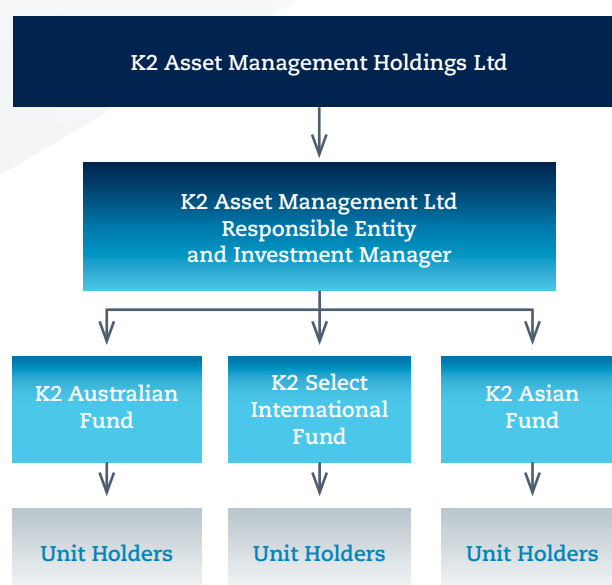 K2 Asset Management Holdings Ltd
K2 Asset Management Ltd
Responsible Entity
and Investment Manager
K2 Australian
Fund
K2 Select
International
Fund
K2 Asian
Fund
Unit Holders
Unit Holders
Unit Holders